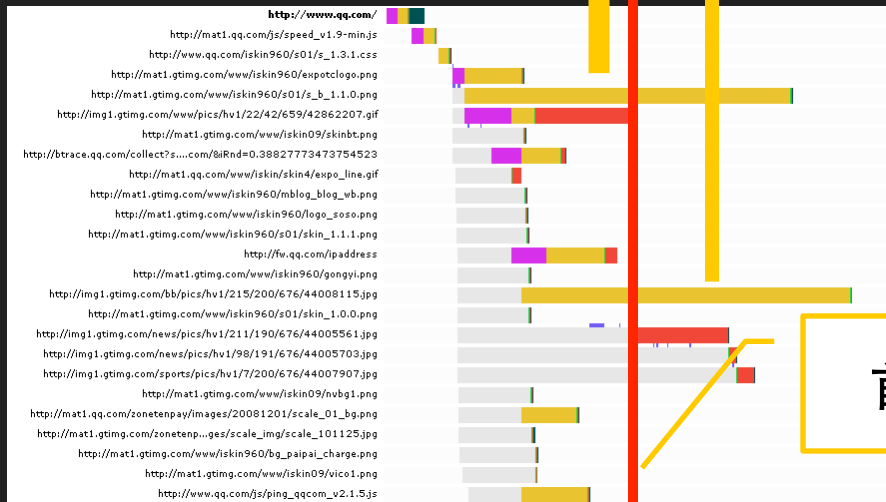 http://www.qq.com/
http://mat1.qq.com/js/speed_v1.9-min.js
http://www.qq.com/iskin960/s01/s_1.3.1.css
http://mat1.gtimg.com/www/iskin960/expotclogo.png
http://mat1.gtimg.com/www/iskin960/s01/s_b_1.1.0.png
http://img1.gtimg.com/www/pics/hv1/22/42/659/42862207.gif
http://mat1.gtimg.com/www/iskin09/skinbt.png
http://btrace.qq.com/collect?s....com/&iRnd=0.38827773473754523
http://mat1.qq.com/www/iskin/skin4/expo_line.gif
http://mat1.gtimg.com/www/iskin960/mblog_blog_wb.png
http://mat1.gtimg.com/www/iskin960/logo_soso.png
http://mat1.gtimg.com/www/iskin960/s01/skin_1.1.1.png
http://fw.qq.com/ipaddress
http://mat1.gtimg.com/www/iskin960/gongyi.png
http://img1.gtimg.com/bb/pics/hv1/215/200/676/44008115.jpg
http://mat1.gtimg.com/www/iskin960/s01/skin_1.0.0.png
http://img1.gtimg.com/news/pics/hv1/211/190/676/44005561.jpg
http://img1.gtimg.com/news/pics/hv1/98/191/676/44005703.jpg
http://img1.gtimg.com/sports/pics/hv1/7/200/676/44007907.jpg
http://mat1.gtimg.com/www/iskin09/nvbg1.png
http://mat1.qq.com/zonetenpay/images/20081201/scale_01_bg.png
http://mat1.gtimg.com/zonetenp...ges/scale_img/scale_101125.jpg
http://mat1.gtimg.com/www/iskin960/bg_paipai_charge.png
http://mat1.gtimg.com/www/iskin09/vico1.png
http://www.qq.com/js/ping_qqcom_v2.1.5.js